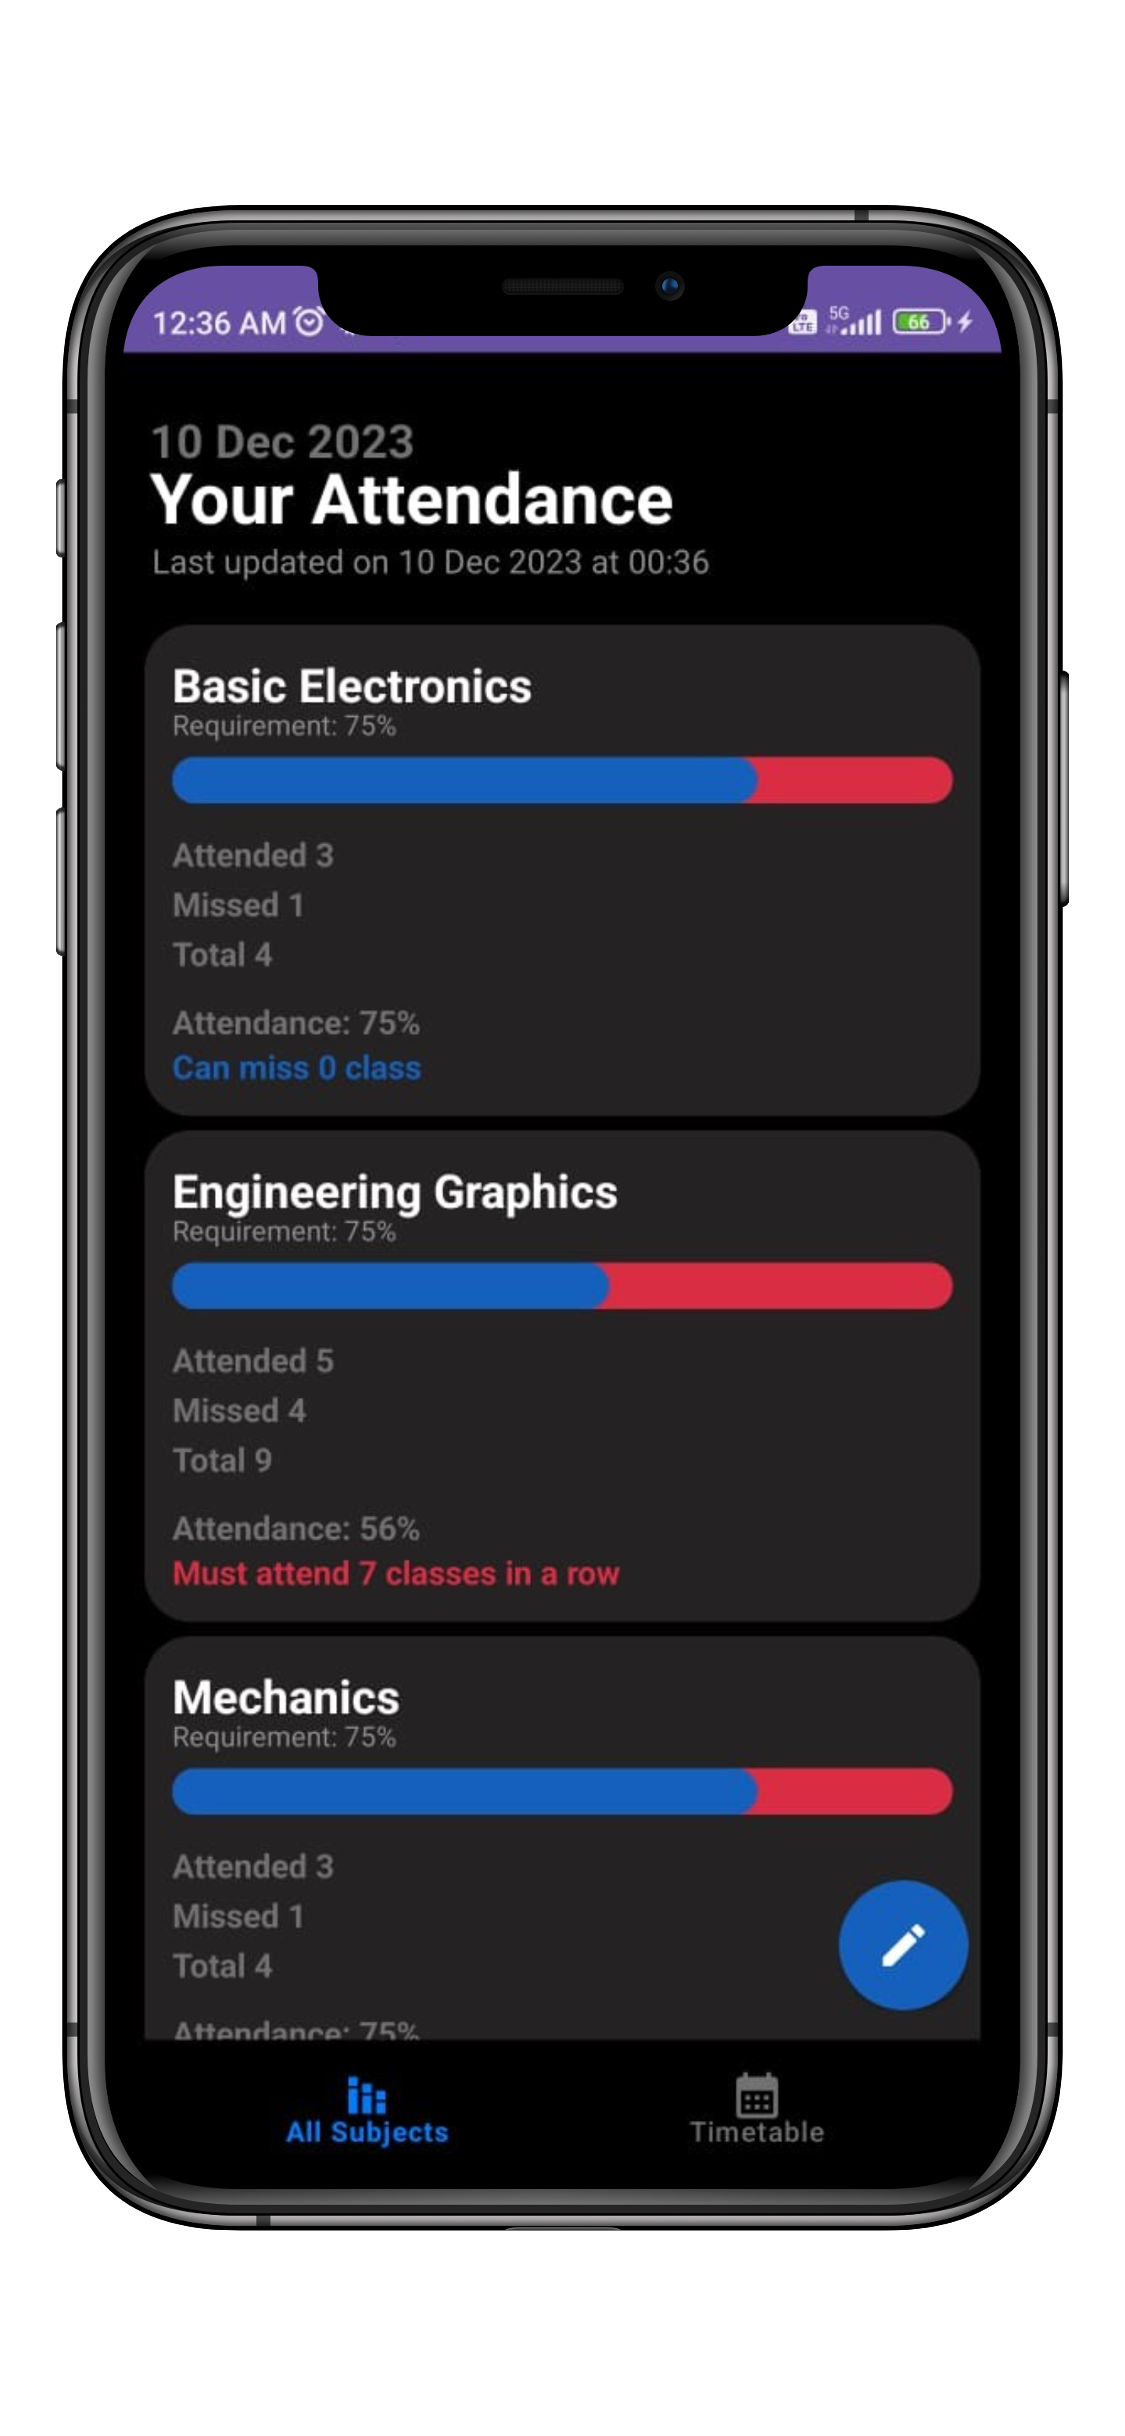 12:36 AM
LTE
5G
66
10 Dec 2023
Your Attendance
Last updated on 10 Dec 2023 at 00:36
Basic Electronics
Requirement: 75%
Attended 3
Missed 1
Total 4
Attendance: 75%
Can miss 0 class
Engineering Graphics
Requirement: 75%
Attended 5
Missed 4
Total 9
Attendance: 56%
Must attend 7 classes in a row
Mechanics
Requirement: 75%
Attended 3
Missed 1
Total 4
Attendance: 75%
All Subjects
Timetable